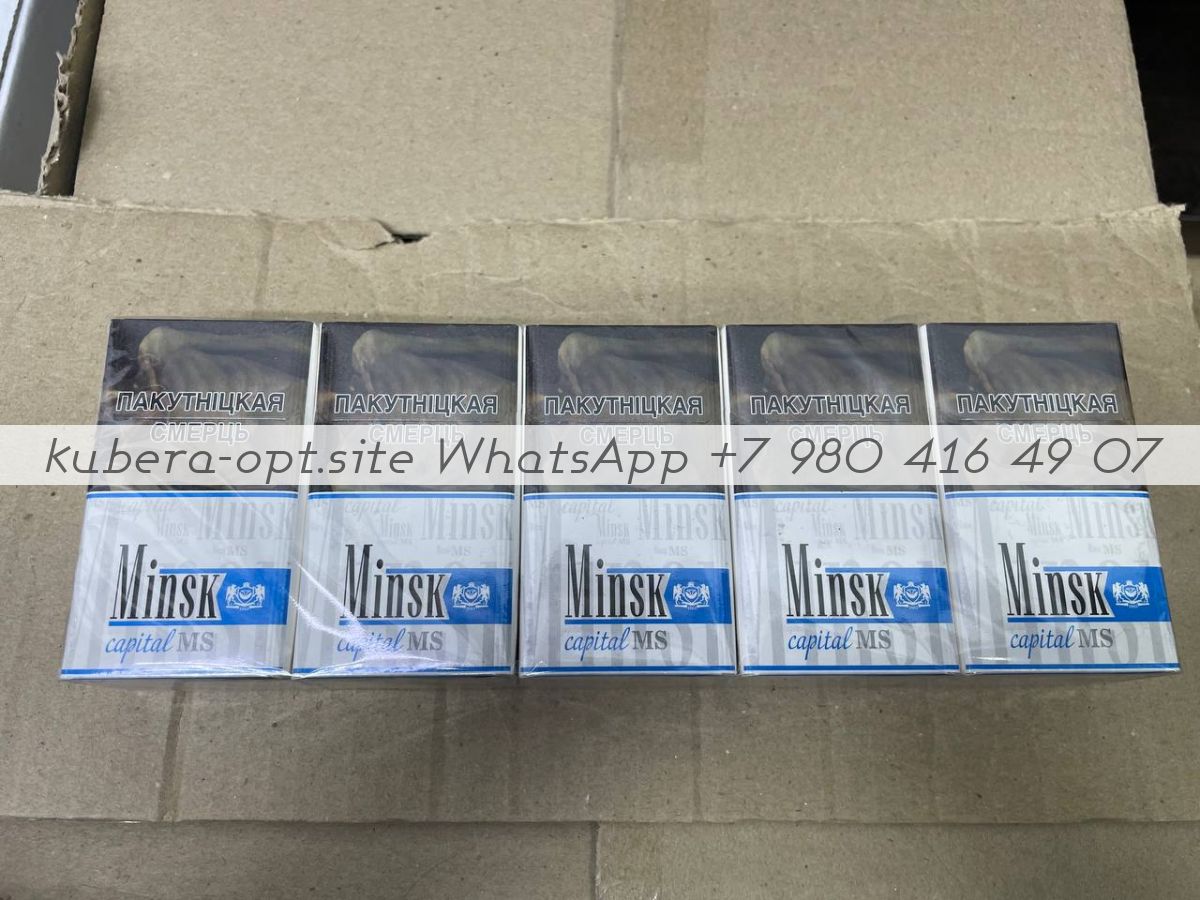 ПАКУТНІЦКАЯ ПАКУТНІЦКАЯ ПАКУТНІЦКАЯ ПАКУТНІЦКАЯ ПАКУТНІЦКАЯ
СМЕРЦЬ СМЕРЦЬ СМЕРЦЬ СМЕРЦЬ СМЕРЦЬ
kubera-opt.site WhatsApp +7 980 416 49 07
Minsk Minsk Minsk Minsk Minsk
capital MS capital MS capital MS capital MS capital MS